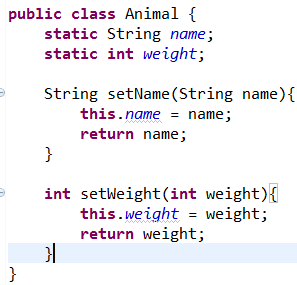 public class Animal {
    static String name;
    static int weight;

    String setName(String name){
        this.name = name;
        return name;
    }

    int setWeight(int weight){
        this.weight = weight;
        return weight;
    }
}